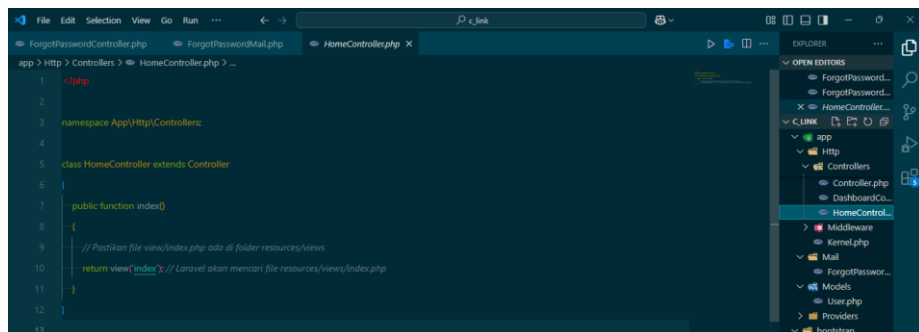 File Edit Selection View Go Run ··· c_link
ForgotPasswordController.php ForgotPasswordMail.php HomeController.php
app > Http > Controllers > HomeController.php > ...
1 <?php
2
3 namespace App\Http\Controllers;
4
5 class HomeController extends Controller
6 {
7 public function index()
8 {
9 // Pastikan file view/index.php ada di folder resources/views
10 return view('index'); // Laravel akan mencari file resources/views/index.php
11 }
12 }
13
EXPLORER ···
OPEN EDITORS
ForgotPassword...
ForgotPassword...
HomeController....
C_LINK
app
Http
Controllers
Controller.php
DashboardCo...
HomeControl...
Middleware
Kernel.php
Mail
ForgotPasswor...
Models
User.php
Providers
bootstrap
5